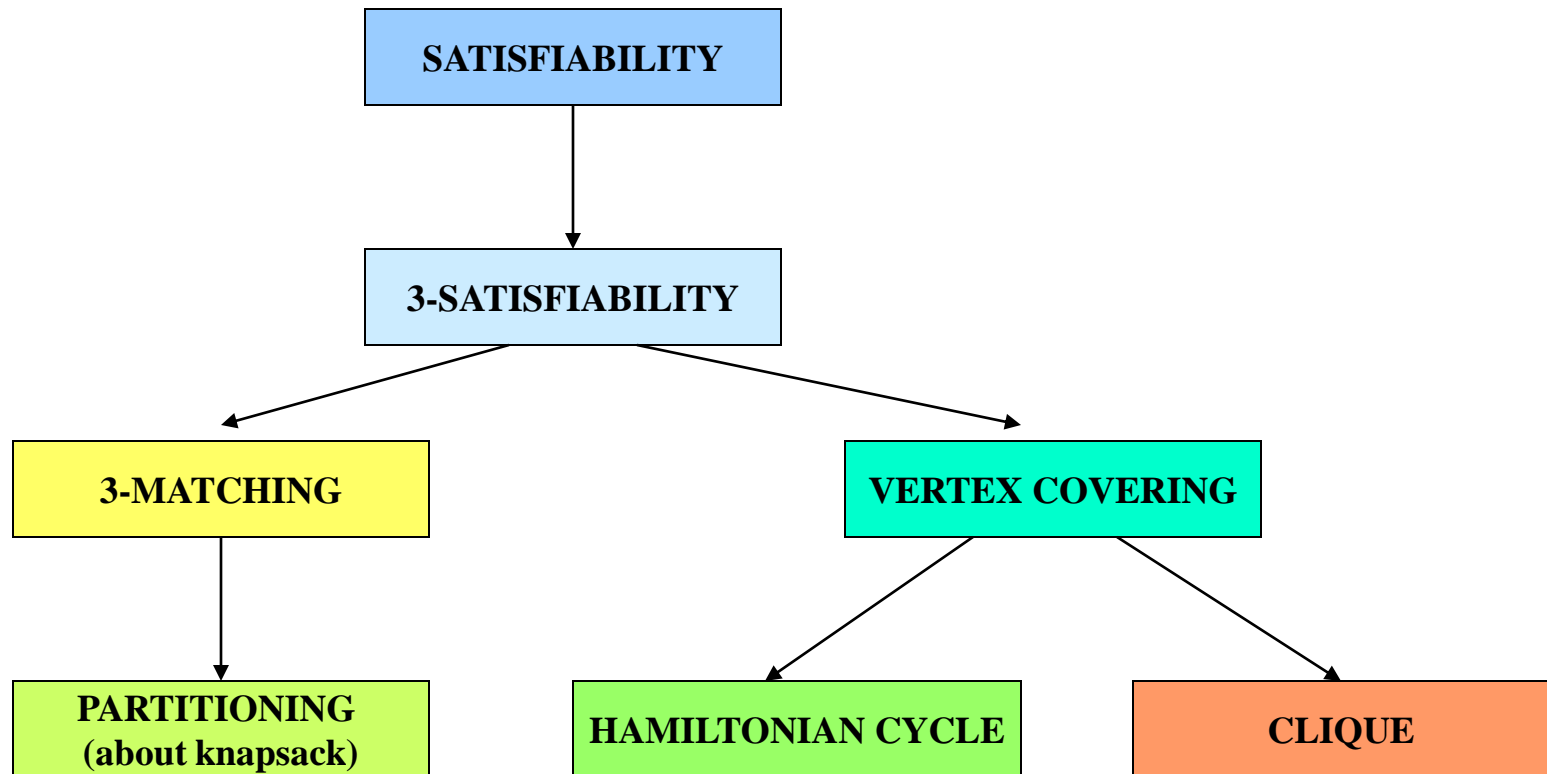 SATISFIABILITY
3-SATISFIABILITY
3-MATCHING
VERTEX COVERING
PARTITIONING
(about knapsack)
HAMILTONIAN CYCLE
CLIQUE